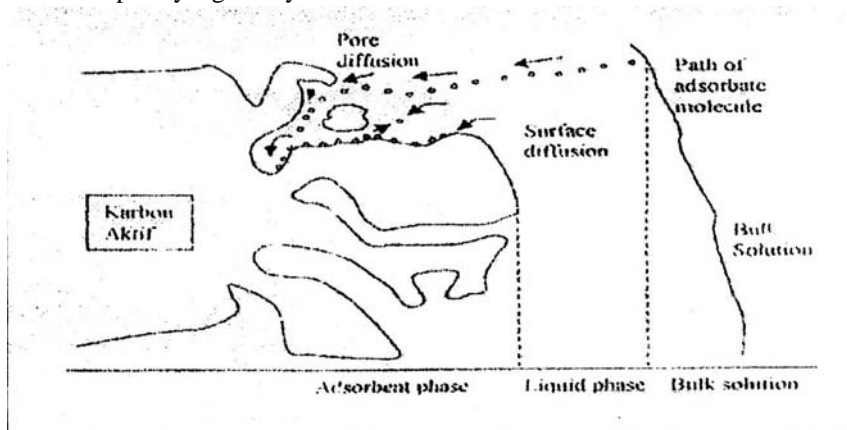 Pore
diffusion
Path of
adsorbate
molecule
Surface
diffusion
Karbon
Aktif
Bulk
Solution
Adsorbent phase
Liquid phase
Bulk solution